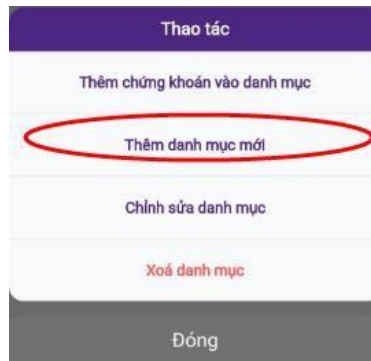 Thao tác
Thêm chứng khoán vào danh mục
Thêm danh mục mới
Chỉnh sửa danh mục
Xoá danh mục
Đóng